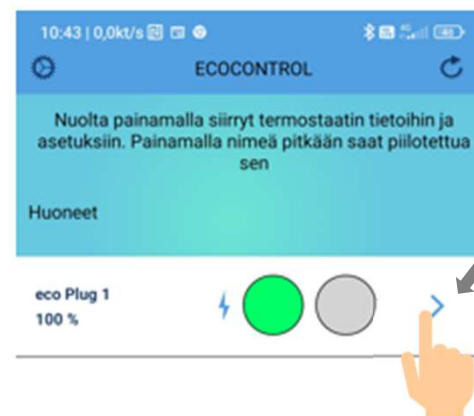 10:43 | 0,0kt/s
ECOCONTROL
Nuolta painamalla siirryt termostaatin tietoihin ja
asetuksiin. Painamalla nimeä pitkään saat piilotettua
sen
Huoneet
eco Plug 1
100 %